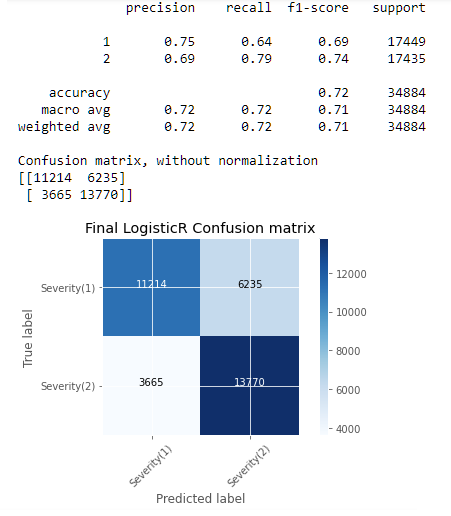 precision recall f1-score support
1 0.75 0.64 0.69 17449
2 0.69 0.79 0.74 17435
accuracy 0.72 34884
macro avg 0.72 0.72 0.71 34884
weighted avg 0.72 0.72 0.71 34884
Confusion matrix, without normalization
[[11214 6235]
[ 3665 13770]]
Final LogisticR Confusion matrix
Severity(1) 11214 6235
Severity(2) 3665 13770
True label
Severity(1) Severity(2)
Predicted label
12000
10000
8000
6000
4000